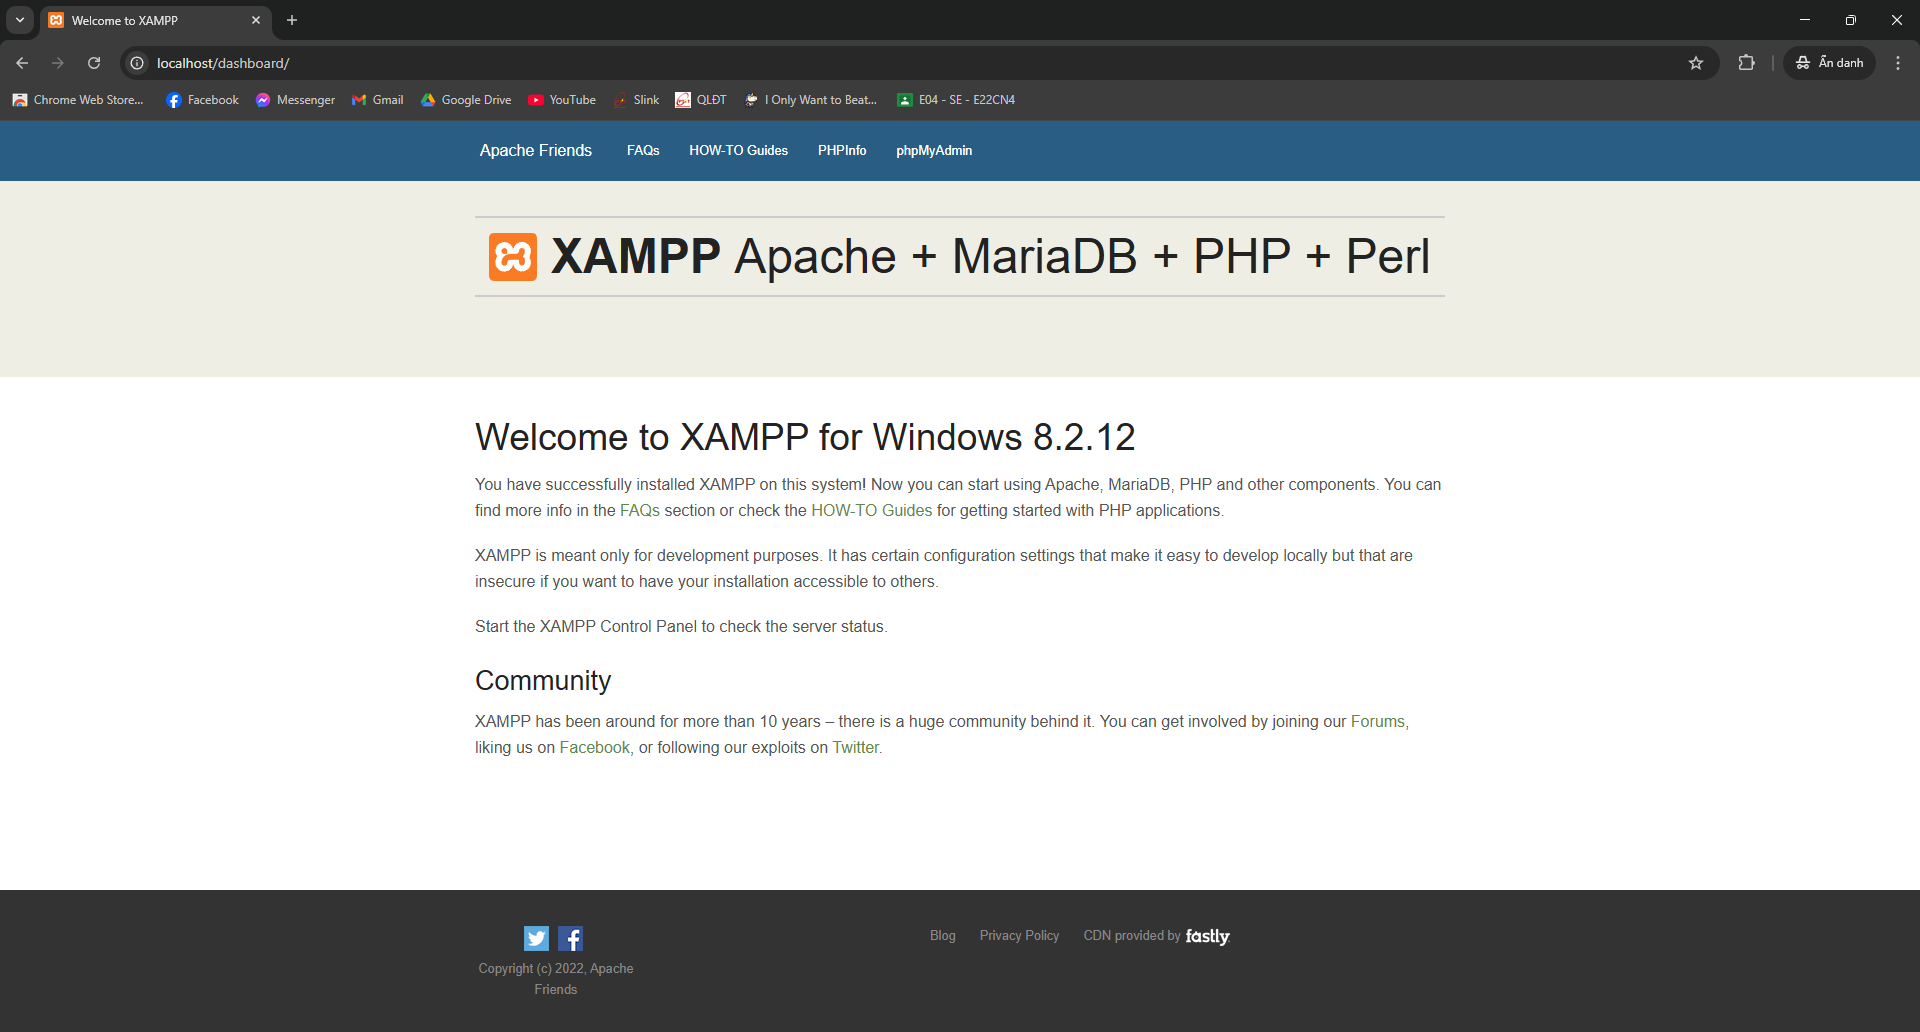 Welcome to XAMPP
localhost/dashboard/
Ẩn danh
Chrome Web Store... Facebook Messenger Gmail Google Drive YouTube Slink QLĐT I Only Want to Beat... E04 - SE - E22CN4
Apache Friends FAQs HOW-TO Guides PHPInfo phpMyAdmin
XAMPP Apache + MariaDB + PHP + Perl
Welcome to XAMPP for Windows 8.2.12
You have successfully installed XAMPP on this system! Now you can start using Apache, MariaDB, PHP and other components. You can
find more info in the FAQs section or check the HOW-TO Guides for getting started with PHP applications.
XAMPP is meant only for development purposes. It has certain configuration settings that make it easy to develop locally but that are
insecure if you want to have your installation accessible to others.
Start the XAMPP Control Panel to check the server status.
Community
XAMPP has been around for more than 10 years – there is a huge community behind it. You can get involved by joining our Forums,
liking us on Facebook, or following our exploits on Twitter.
Blog Privacy Policy CDN provided by fastly
Copyright (c) 2022, Apache
Friends